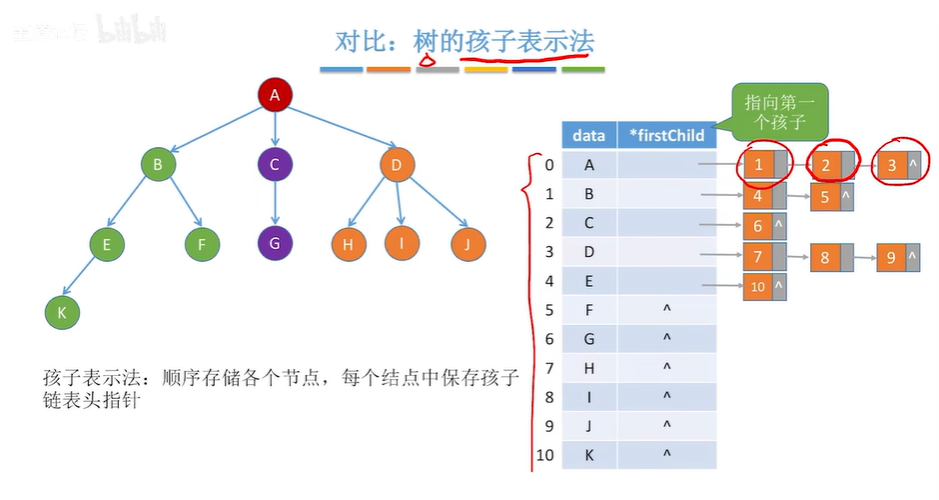 bilibili
对比：树的孩子表示法
A
B C D
E F G H I J
K
孩子表示法：顺序存储各个节点，每个结点中保存孩子
链表头指针
指向第一
个孩子
data *firstChild
0 A 1 2 3 ^
1 B 4 5 ^
2 C 6 ^
3 D 7 8 9 ^
4 E 10 ^
5 F ^
6 G ^
7 H ^
8 I ^
9 J ^
10 K ^